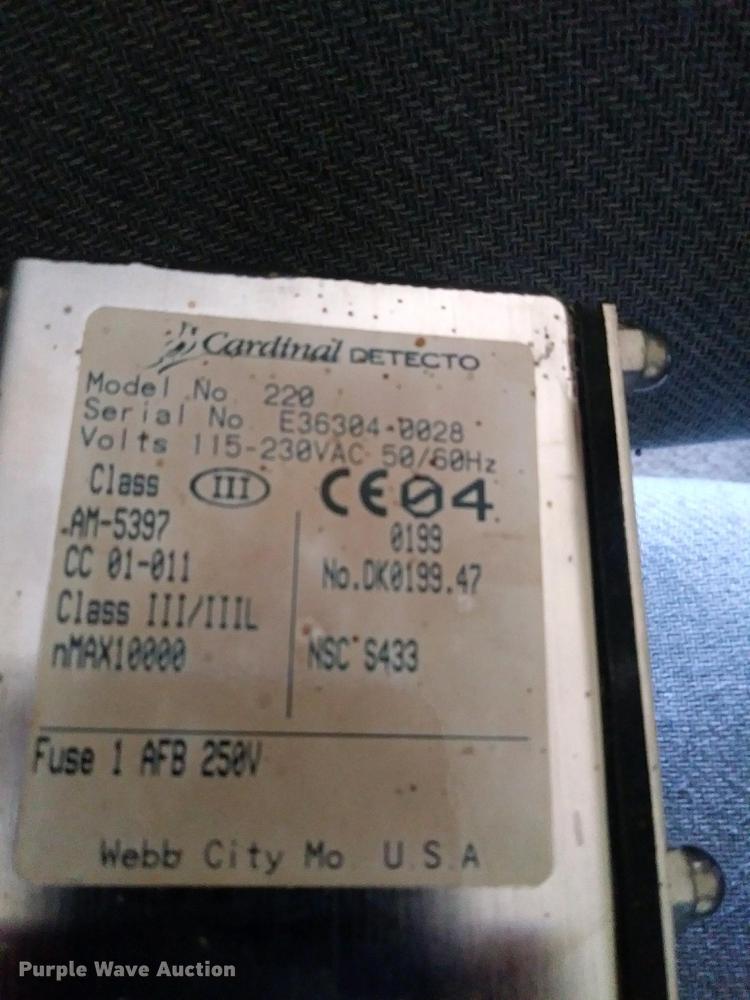 Cardinal DETECTO
Model No 220
Serial No E36304-0028
Volts 115-230VAC 50/60Hz
Class III CE04
AM-5397 0199
CC 01-011 No.DK0199.47
Class III/IIIL
nMAX10000 NSC S433
Fuse 1 AFB 250V
Webb City Mo U.S.A
Purple Wave Auction